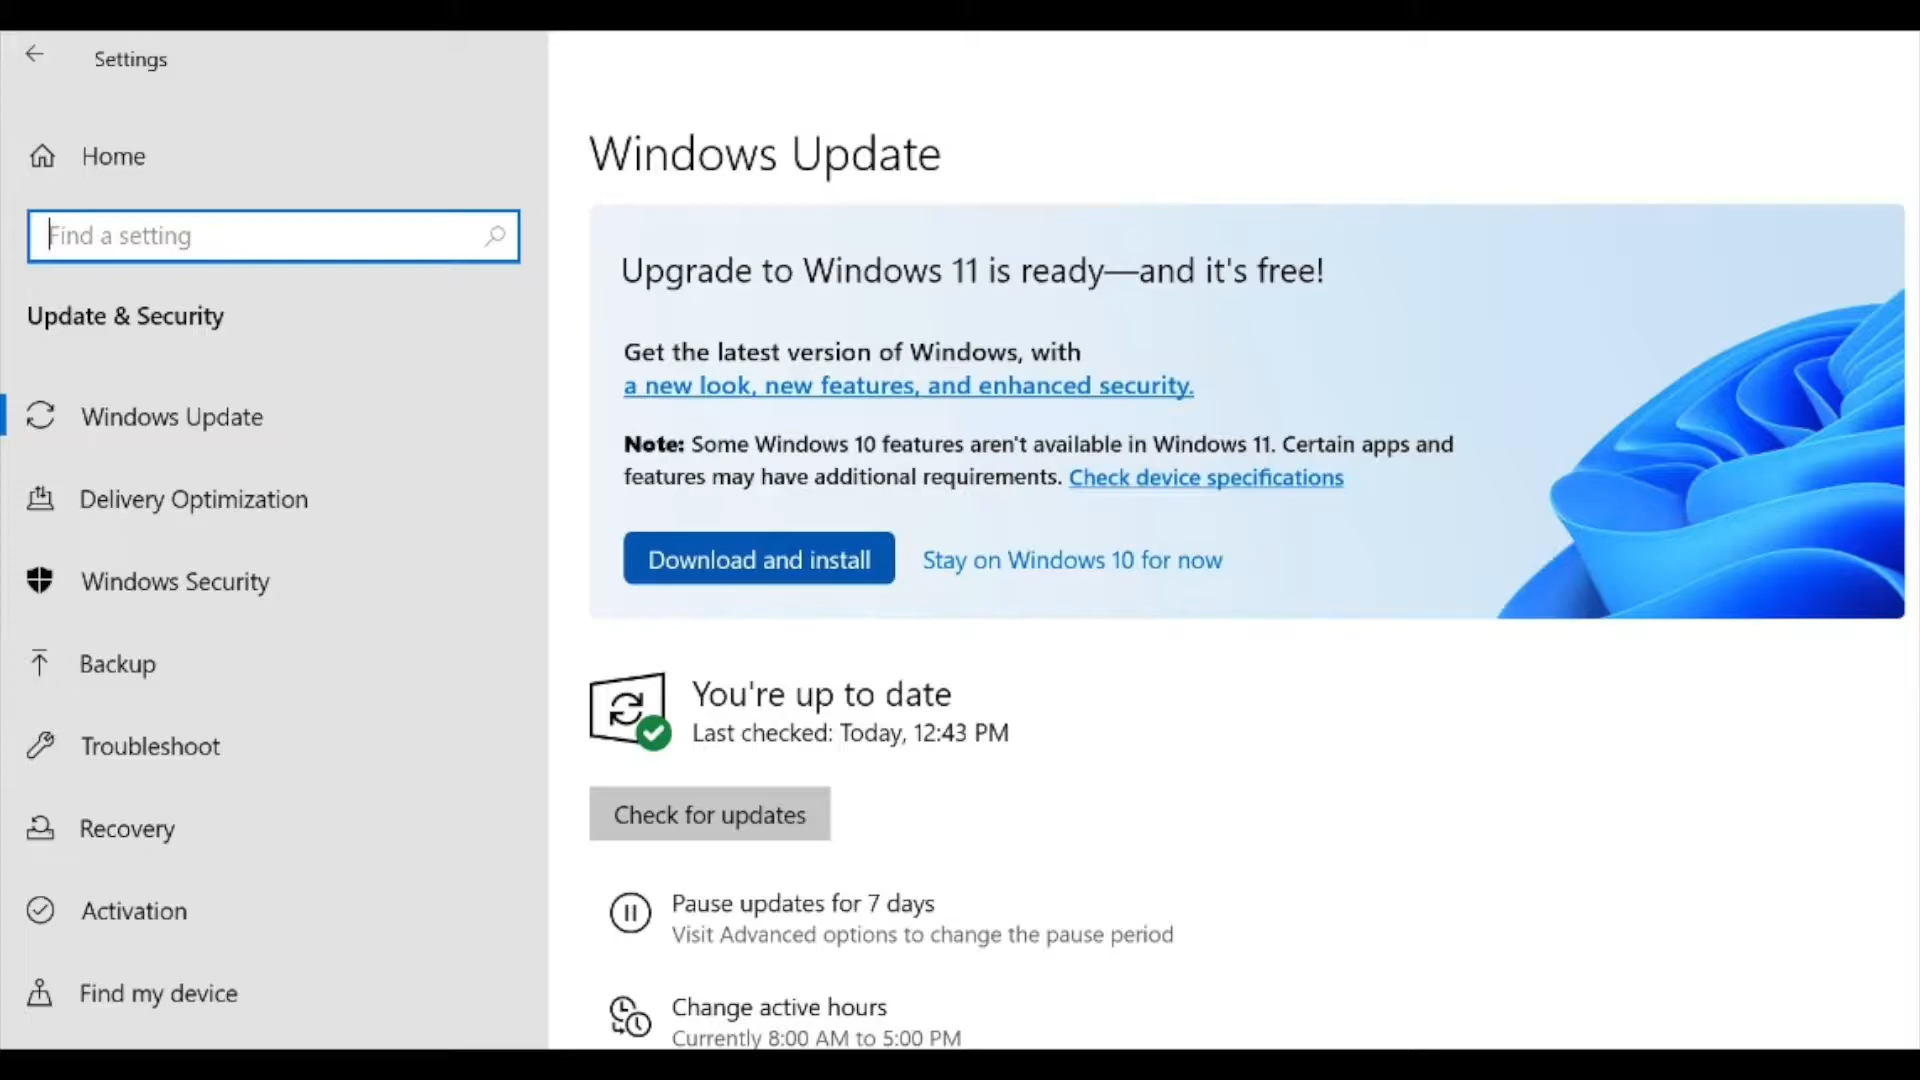 Settings
Home
Find a setting
Update & Security
Windows Update
Delivery Optimization
Windows Security
Backup
Troubleshoot
Recovery
Activation
Find my device
Windows Update
Upgrade to Windows 11 is ready—and it's free!
Get the latest version of Windows, with
a new look, new features, and enhanced security.
Note: Some Windows 10 features aren't available in Windows 11. Certain apps and
features may have additional requirements. Check device specifications
Download and install
Stay on Windows 10 for now
You're up to date
Last checked: Today, 12:43 PM
Check for updates
Pause updates for 7 days
Visit Advanced options to change the pause period
Change active hours
Currently 8:00 AM to 5:00 PM